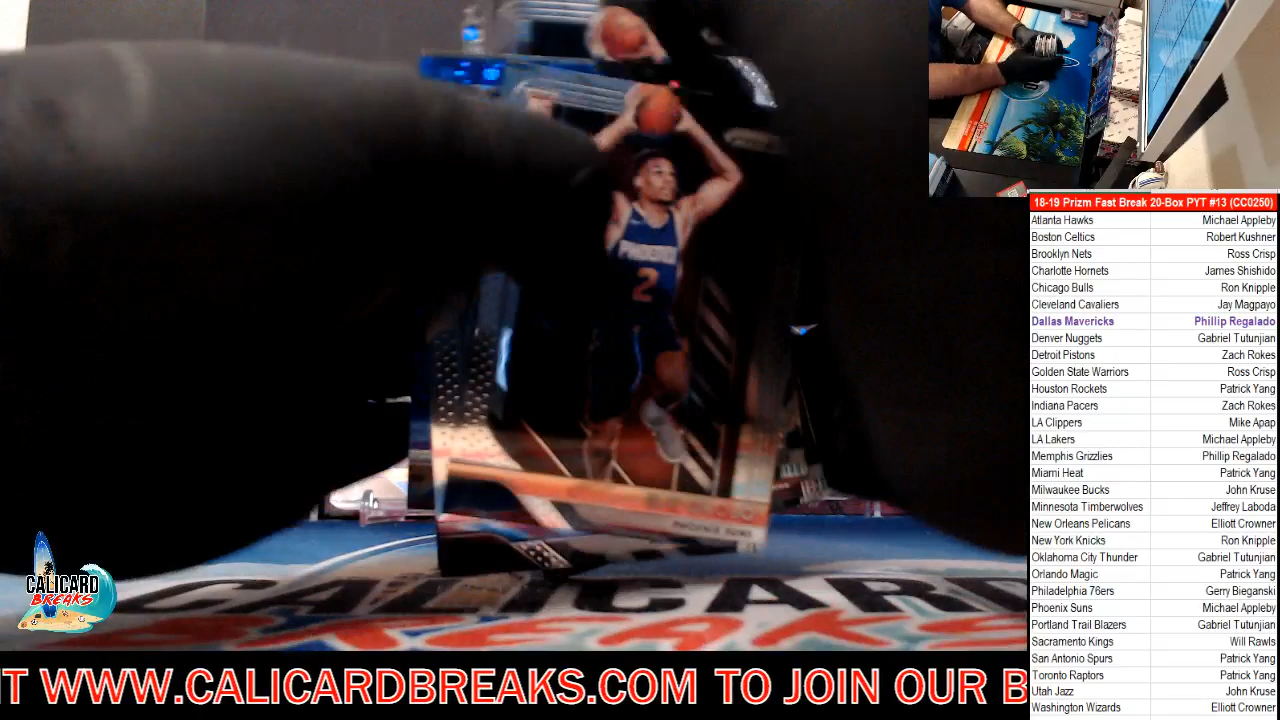 18-19 Prizm Fast Break 20-Box PYT #13 (CC0250)
Atlanta Hawks Michael Appleby
Boston Celtics Robert Kushner
Brooklyn Nets Ross Crisp
Charlotte Hornets James Shishido
Chicago Bulls Ron Knipple
Cleveland Cavaliers Jay Magpayo
Dallas Mavericks Phillip Regalado
Denver Nuggets Gabriel Tutunjian
Detroit Pistons Zach Rokes
Golden State Warriors Ross Crisp
Houston Rockets Patrick Yang
Indiana Pacers Zach Rokes
LA Clippers Mike Apap
LA Lakers Michael Appleby
Memphis Grizzlies Phillip Regalado
Miami Heat Patrick Yang
Milwaukee Bucks John Kruse
Minnesota Timberwolves Jeffrey Laboda
New Orleans Pelicans Elliott Crowner
New York Knicks Ron Knipple
Oklahoma City Thunder Gabriel Tutunjian
Orlando Magic Patrick Yang
Philadelphia 76ers Gerry Bieganski
Phoenix Suns Michael Appleby
Portland Trail Blazers Gabriel Tutunjian
Sacramento Kings Will Rawls
San Antonio Spurs Patrick Yang
Toronto Raptors Patrick Yang
Utah Jazz John Kruse
Washington Wizards Elliott Crowner
PHOENIX
2
PHOENIX SUNS
CALICARD
BREAKS
CALICARD
BREAKS
T WWW.CALICARDBREAKS.COM TO JOIN OUR B